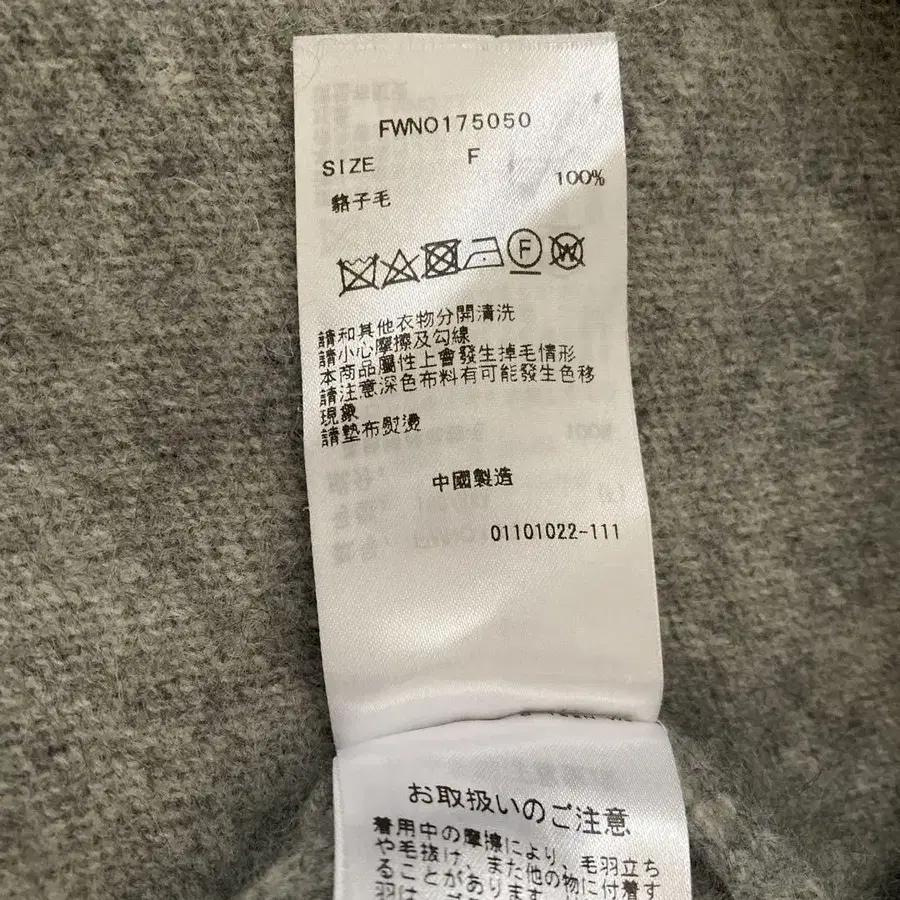 FWNO175050
SIZE F
貉子毛 100%
F W
請和其他衣物分開清洗
請小心摩擦及勾線
本商品屬性上會發生掉毛情形
請注意深色布料有可能發生色移
現象
請墊布熨燙
中國製造
01101022-111
お取扱いのご注意
着用中の摩擦により、毛羽立ち
や毛抜け、また他の物に付着す
ることがあります